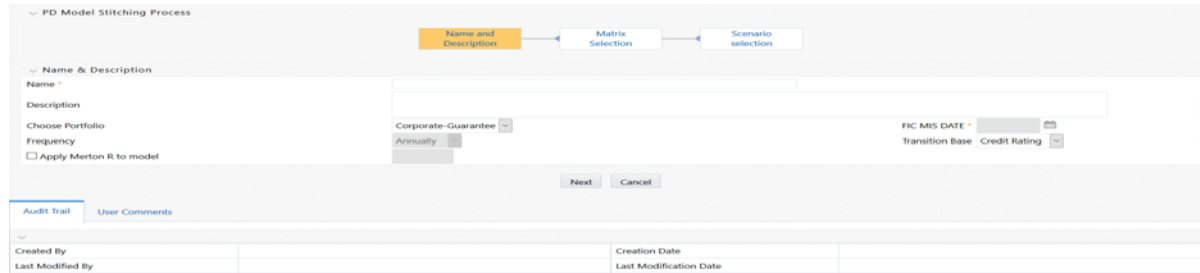 PD Model Stitching Process
Name and Description
Matrix Selection
Scenario selection
Name & Description
Name *
Description
Choose Portfolio Corporate-Guarantee FIC MIS DATE *
Frequency Annually Transition Base Credit Rating
Apply Merton R to model
Next Cancel
Audit Trail User Comments
Created By Creation Date
Last Modified By Last Modification Date